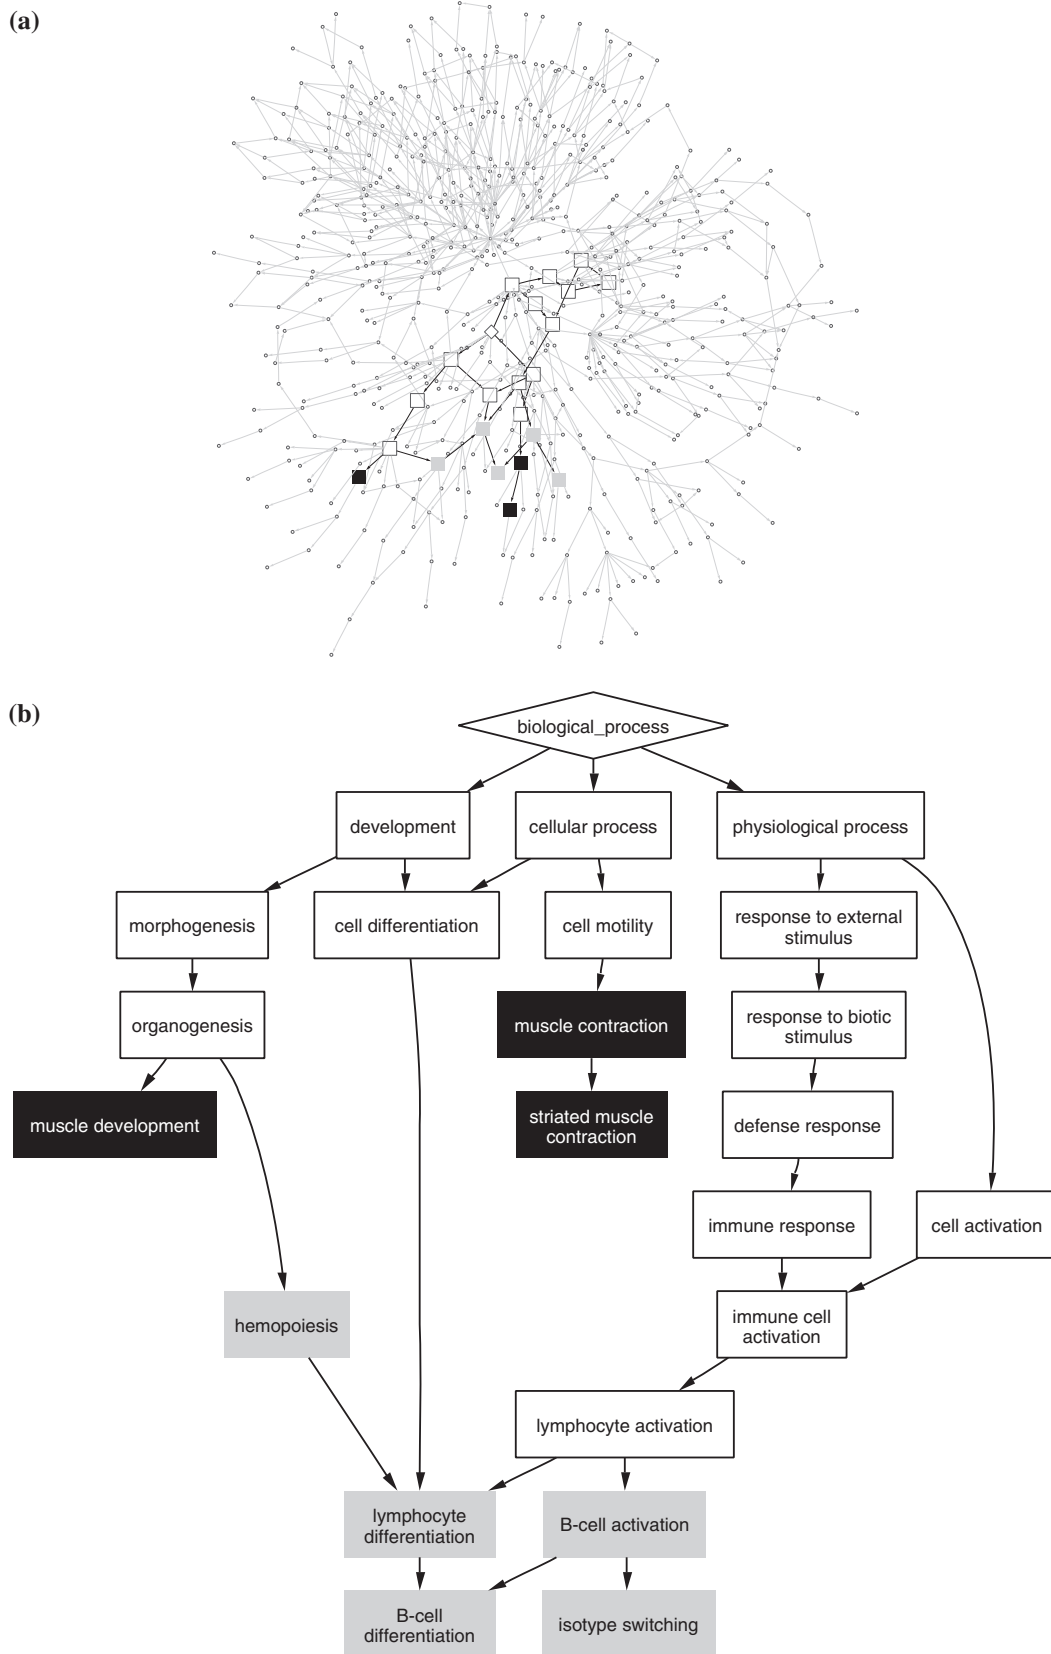 (a)
(b)
biological_process
development
cellular process
physiological process
morphogenesis
cell differentiation
cell motility
response to external
stimulus
organogenesis
muscle contraction
response to biotic
stimulus
muscle development
striated muscle
contraction
defense response
immune response
cell activation
hemopoiesis
immune cell
activation
lymphocyte activation
lymphocyte
differentiation
B-cell activation
B-cell
differentiation
isotype switching